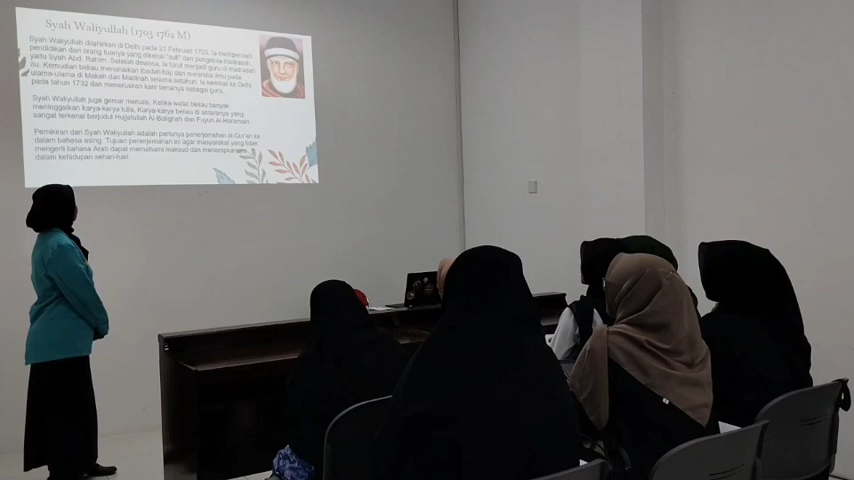 Syah Waliyullah (1703-1764 M)
Syah Waliyullah dilahirkan di Delhi pada 21 Februari 1703. Ia memperoleh
pendidikan dari orang tuanya yang dikenal "sufi" dan pengelola madrasah,
yaitu Syah Abd. Rahim. Setelah dewasa, ia turut menjadi guru di madrasah
itu. Kemudian beliau menunaikan ibadah haji dan menimba ilmu pada
ulama-ulama di Makah dan Madinah selama setahun. Ia kembali ke Delhi
pada tahun 1732 dan meneruskan karir lamanya sebagai guru.
Syah Waliyullah juga gemar menulis. Ketika wafat beliau banyak
meninggalkan karya-karya tulis. Karya-karya beliau di antaranya yang
sangat terkenal berjudul Hujjatullah Al-Balighah dan Fuyun Al-Haramain.
Pemikiran dari Syah Waliyullah adalah perlunya penerjemahan al-Qur'an ke
dalam bahasa asing. Tujuan penerjemahan ini agar masyarakat yang tidak
mengerti bahasa Arab dapat memahami maksud dan menerapkannya
dalam kehidupan sehari-hari.